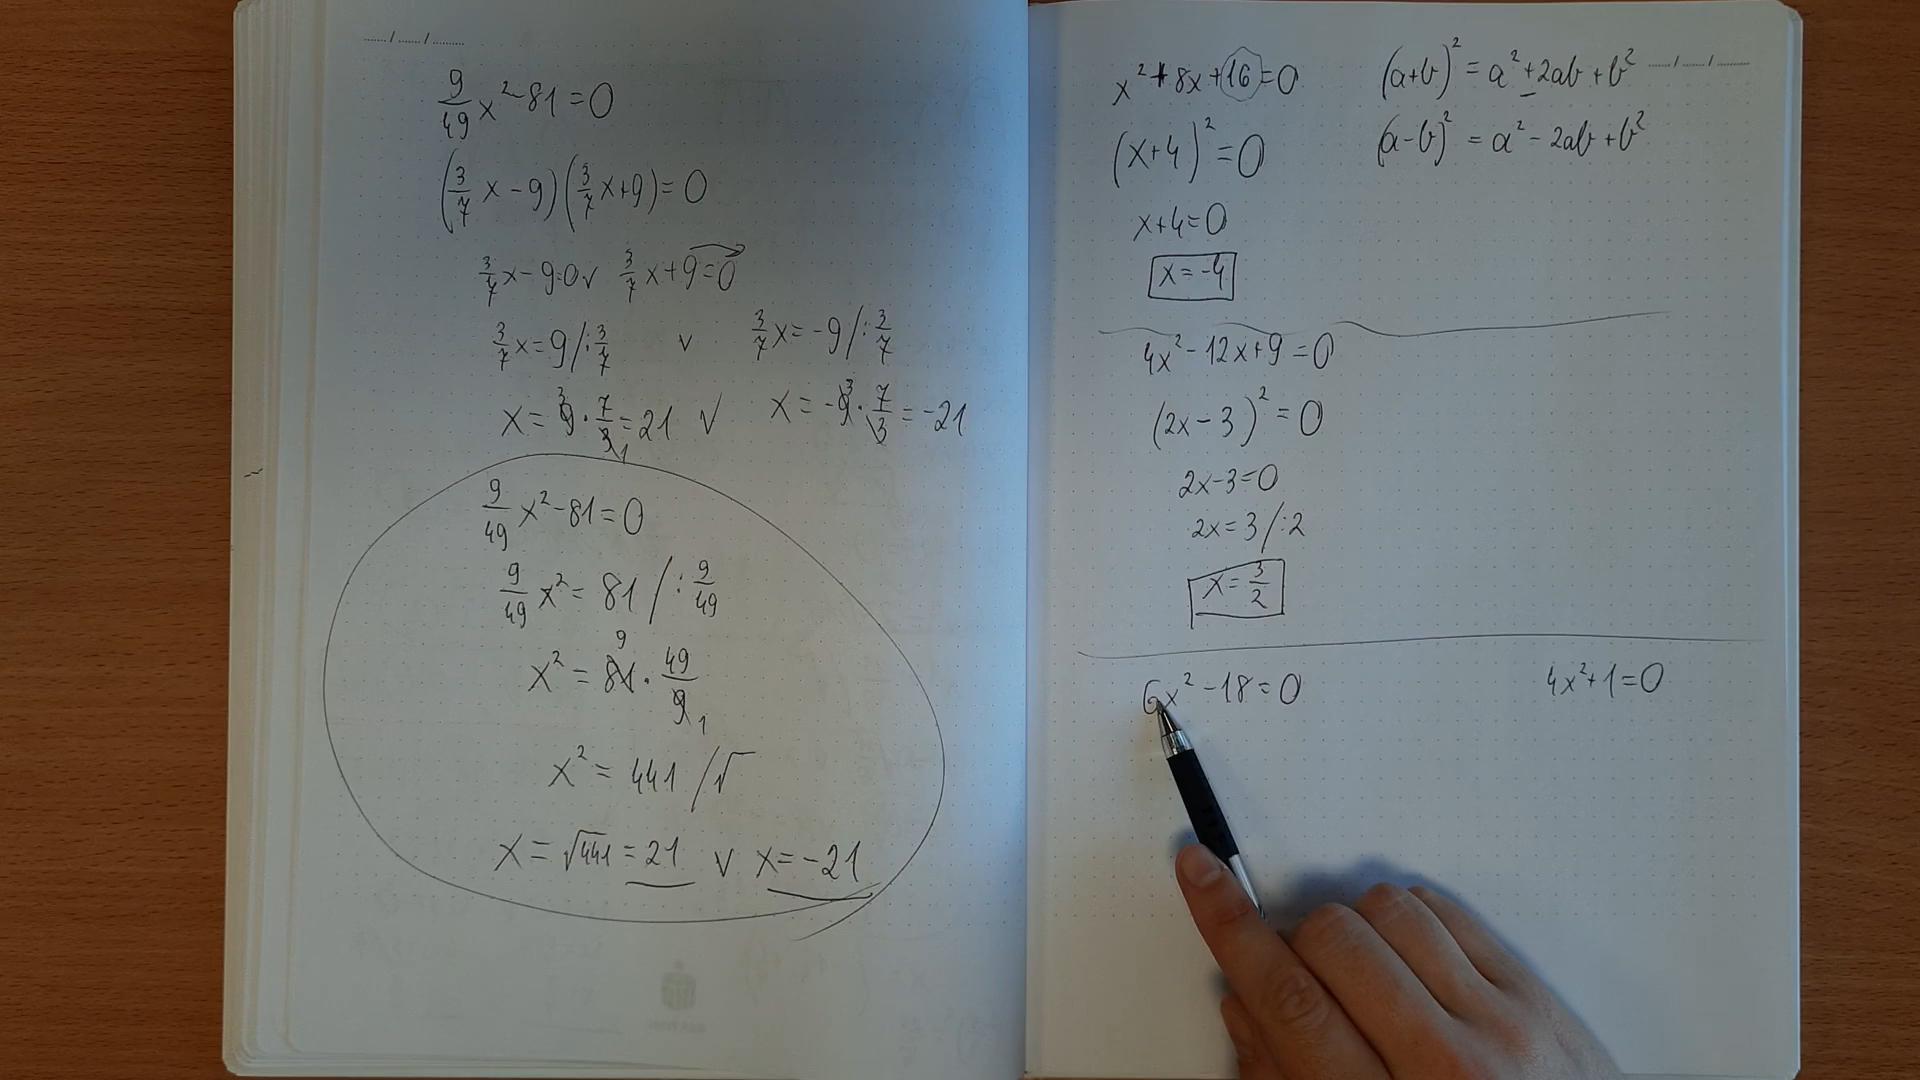 ...... / ...... / .........
9/49 x² - 81 = 0
(3/7 x - 9)(3/7 x + 9) = 0
3/7 x - 9 = 0 ∨ 3/7 x + 9 = 0
3/7 x = 9 /: 3/7 ∨ 3/7 x = -9 /: 3/7
3 3
x = 9 · 7/3 = 21 ∨ x = -9 · 7/3 = -21
1
9/49 x² - 81 = 0
9/49 x² = 81 /: 9/49
9
x² = 81 · 49/9
1
x² = 441 /√
x = √441 = 21 ∨ x = -21
x² + 8x + 16 = 0
(x+4)² = 0
x+4 = 0
x = -4
(a+b)² = a² + 2ab + b²
(a-b)² = a² - 2ab + b²
...... / ...... / .........
4x² - 12x + 9 = 0
(2x - 3)² = 0
2x - 3 = 0
2x = 3 /: 2
x = 3/2
6x² - 18 = 0
4x² + 1 = 0